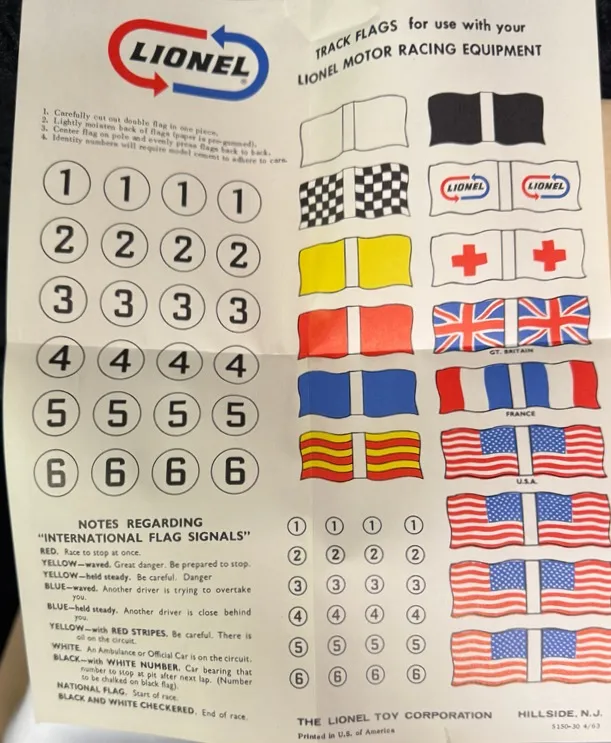 LIONEL
®
TRACK FLAGS for use with your
LIONEL MOTOR RACING EQUIPMENT
1. Carefully cut out double flag in one piece.
2. Lightly moisten back of flags (paper is pre-gummed).
3. Center flag on pole and evenly press flags back to back.
4. Identity numbers will require model cement to adhere to cars.
1 1 1 1
2 2 2 2
3 3 3 3
4 4 4 4
5 5 5 5
6 6 6 6
LIONEL LIONEL
GT. BRITAIN
FRANCE
U.S.A.
NOTES REGARDING
"INTERNATIONAL FLAG SIGNALS"
RED. Race to stop at once.
YELLOW—waved. Great danger. Be prepared to stop.
YELLOW—held steady. Be careful. Danger
BLUE—waved. Another driver is trying to overtake
you.
BLUE—held steady. Another driver is close behind
you.
YELLOW—with RED STRIPES. Be careful. There is
oil on the circuit.
WHITE. An Ambulance or Official Car is on the circuit.
BLACK—with WHITE NUMBER. Car bearing that
number to stop at pit after next lap. (Number
to be chalked on black flag).
NATIONAL FLAG. Start of race.
BLACK AND WHITE CHECKERED. End of race.
1 1 1 1
2 2 2 2
3 3 3 3
4 4 4 4
5 5 5 5
6 6 6 6
THE LIONEL TOY CORPORATION HILLSIDE, N.J.
Printed in U.S. of America
5150-30 4/63